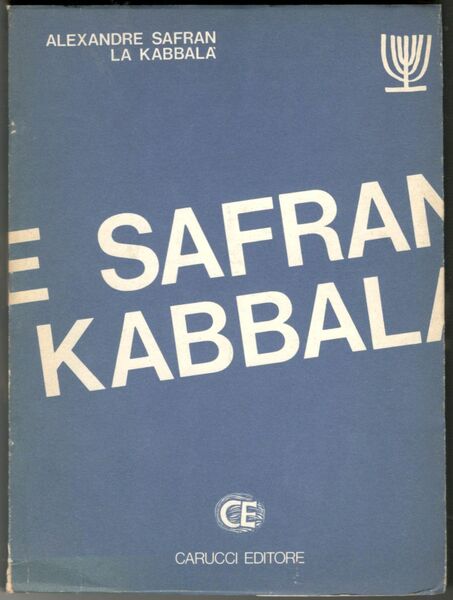 ALEXANDRE SAFRAN
LA KABBALÀ
E SAFRAN
KABBALA
CE
CARUCCI EDITORE